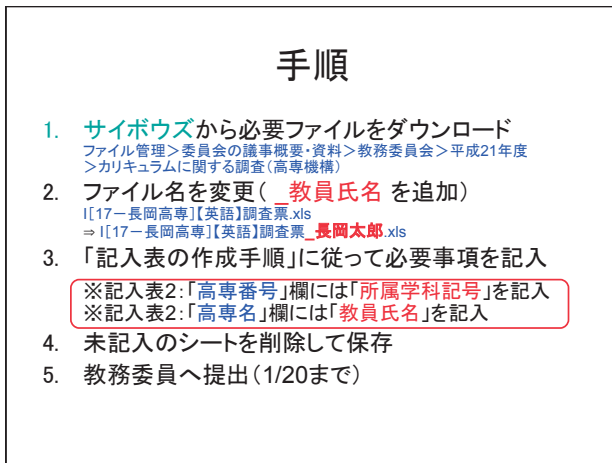 手順
1. サイボウズから必要ファイルをダウンロード
ファイル管理>委員会の議事概要・資料>教務委員会>平成21年度
>カリキュラムに関する調査(高専機構)
2. ファイル名を変更( _教員氏名 を追加)
I[17-長岡高専]【英語】調査票.xls
⇒ I[17-長岡高専]【英語】調査票_長岡太郎.xls
3. 「記入表の作成手順」に従って必要事項を記入
※記入表2:「高専番号」欄には「所属学科記号」を記入
※記入表2:「高専名」欄には「教員氏名」を記入
4. 未記入のシートを削除して保存
5. 教務委員へ提出(1/20まで)